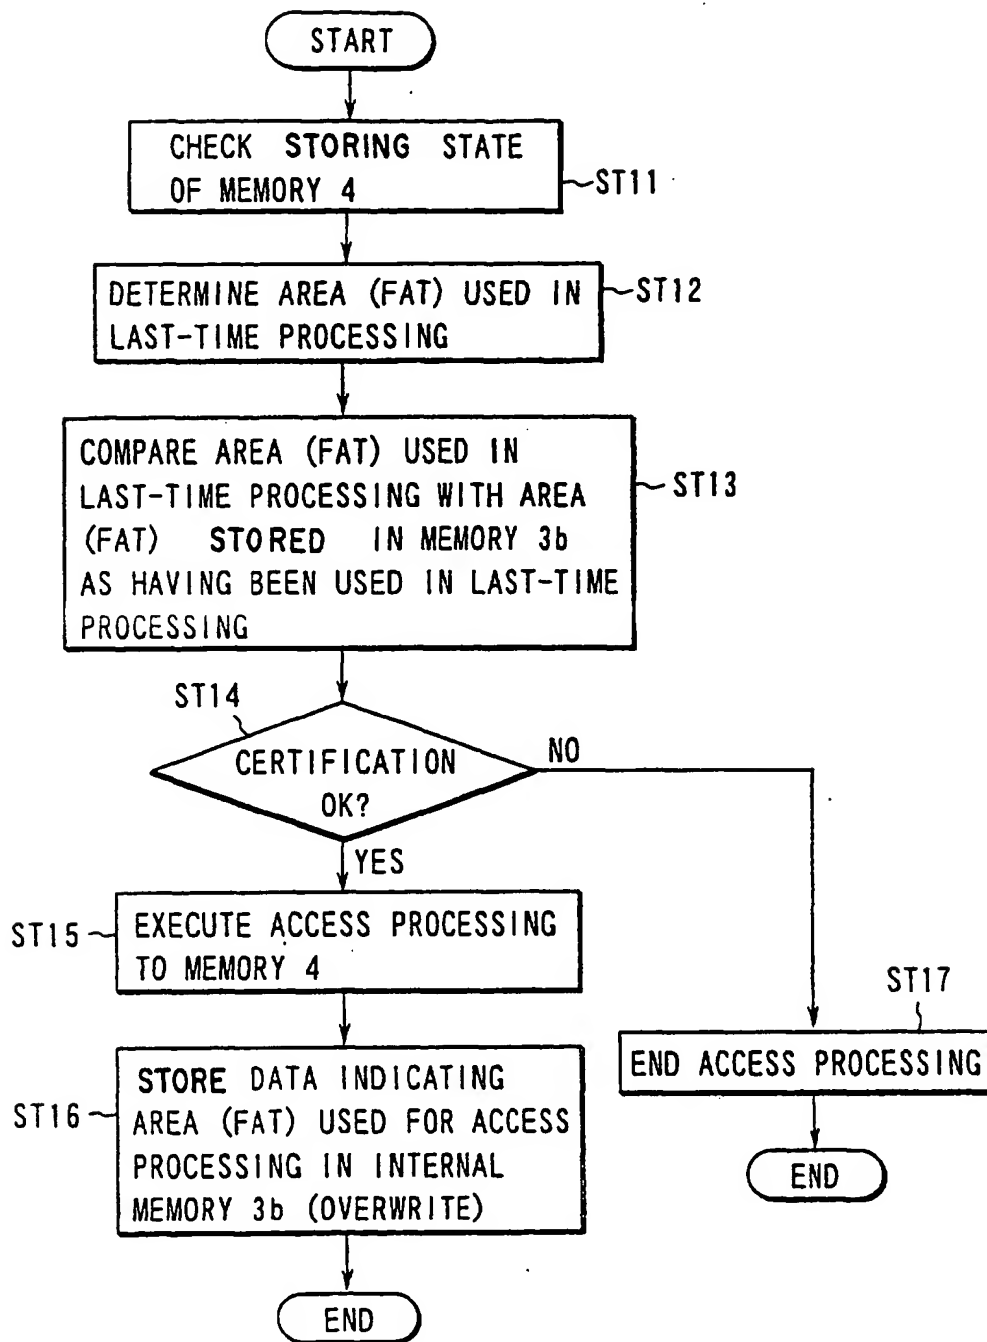 START
CHECK STORING STATE
OF MEMORY 4
ST11
DETERMINE AREA (FAT) USED IN
LAST-TIME PROCESSING
ST12
COMPARE AREA (FAT) USED IN
LAST-TIME PROCESSING WITH AREA
(FAT) STORED IN MEMORY 3b
AS HAVING BEEN USED IN LAST-TIME
PROCESSING
ST13
ST14
CERTIFICATION
OK?
NO
YES
ST15
EXECUTE ACCESS PROCESSING
TO MEMORY 4
ST17
END ACCESS PROCESSING
ST16
STORE DATA INDICATING
AREA (FAT) USED FOR ACCESS
PROCESSING IN INTERNAL
MEMORY 3b (OVERWRITE)
END
END